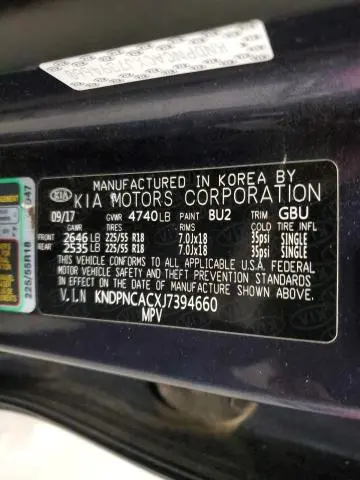 MANUFACTURED IN KOREA BY
KIA KIA MOTORS CORPORATION
09/17 GVWR 4740LB PAINT BU2 TRIM GBU
GAWR TIRES RIMS COLD TIRE INFL
FRONT 2646LB 225/55 R18 7.0Jx18 35psi SINGLE
REAR 2535LB 225/55 R18 7.0Jx18 35psi SINGLE
THIS VEHICLE CONFORMS TO ALL APPLICABLE U.S.A. FEDERAL
MOTOR VEHICLE SAFETY, BUMPER, AND THEFT PREVENTION
STANDARDS IN EFFECT ON THE DATE OF MANUFACTURE SHOWN ABOVE.
V.I.N KNDPNCACXJ7394660
MPV
225/55R18